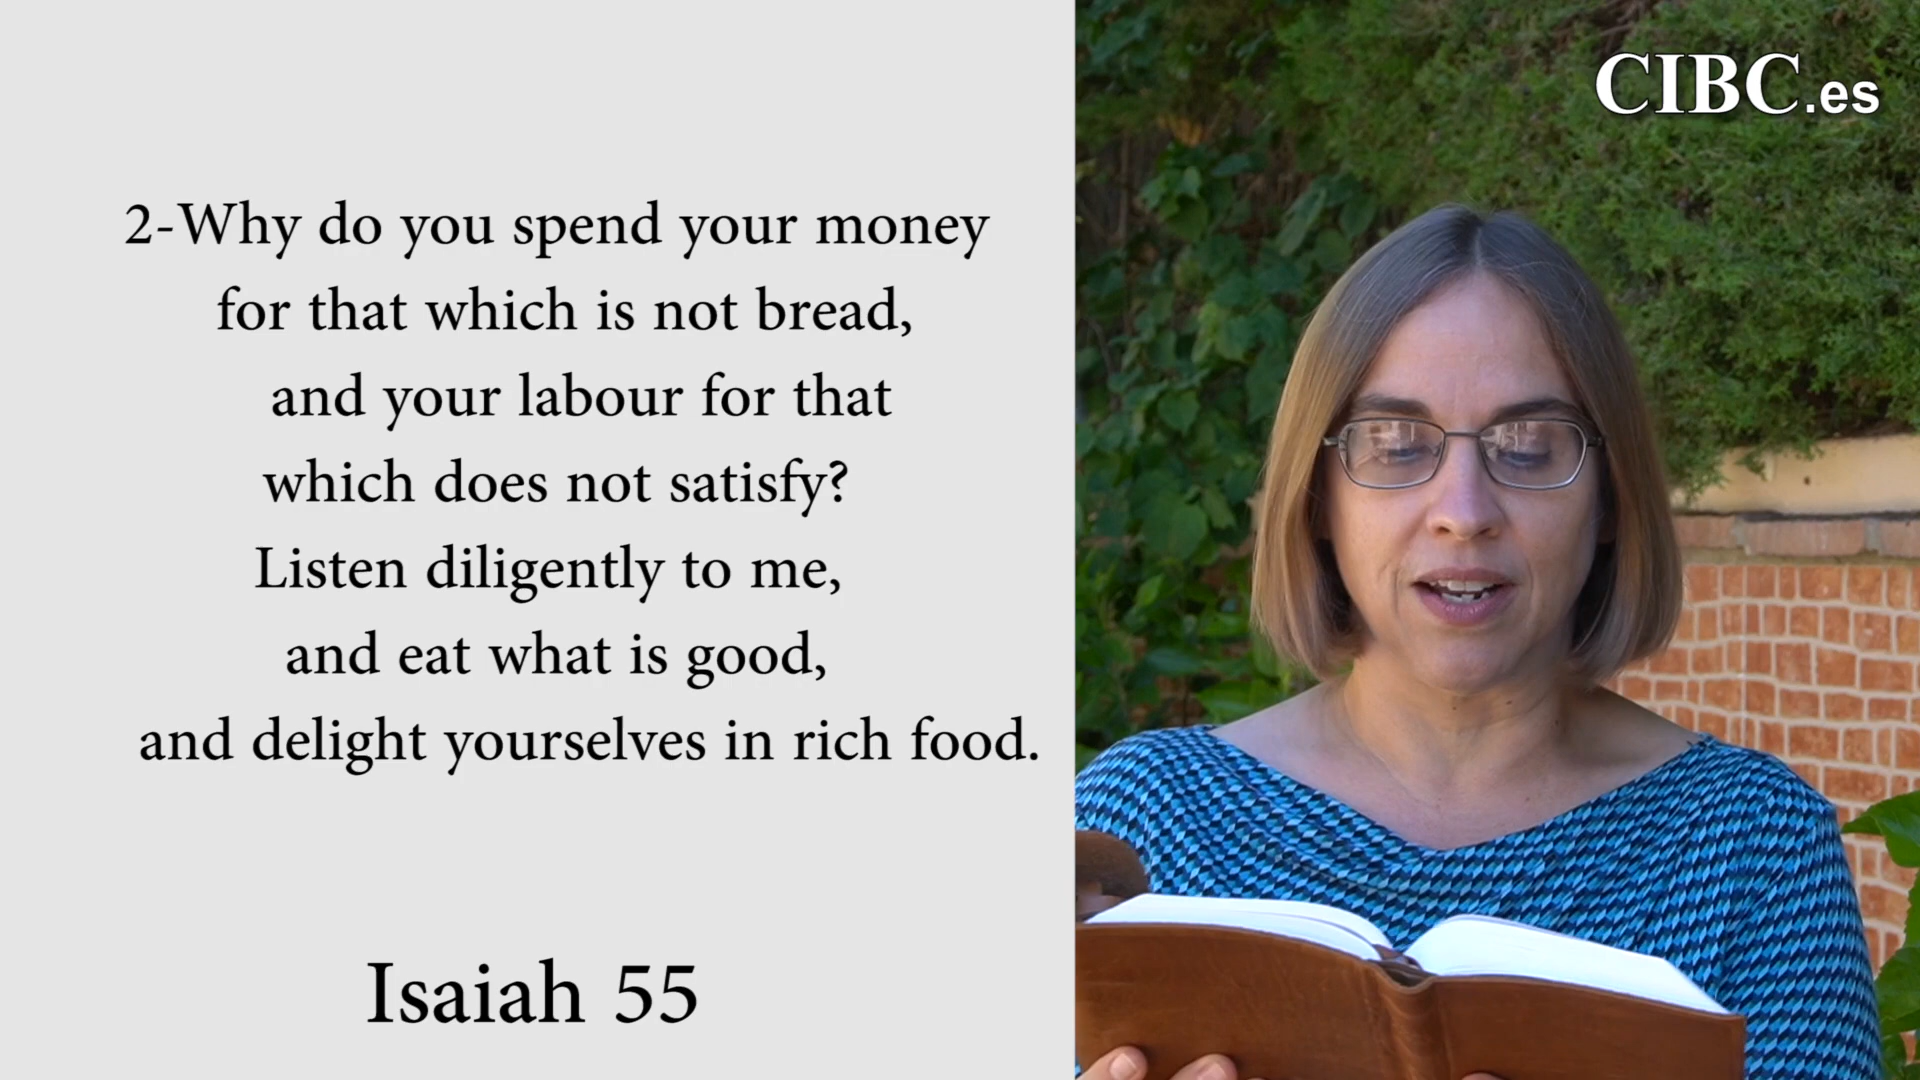 2-Why do you spend your money
for that which is not bread,
and your labour for that
which does not satisfy?
Listen diligently to me,
and eat what is good,
and delight yourselves in rich food.
Isaiah 55
CIBC.es